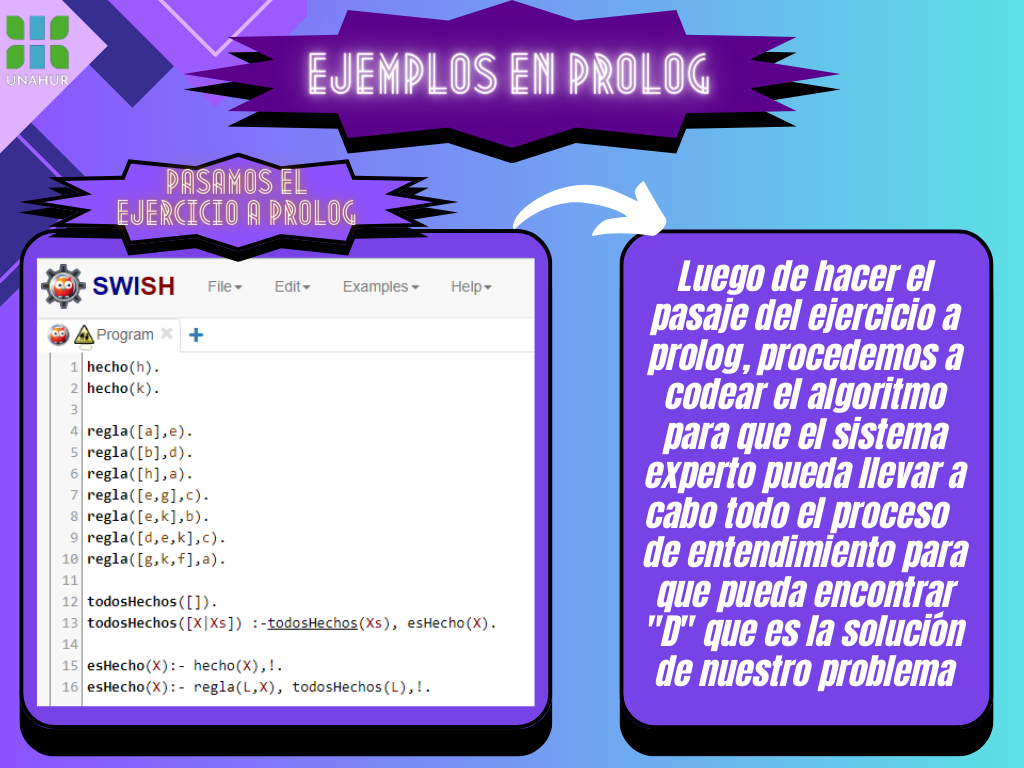 UNAHUR
EJEMPLOS EN PROLOG
PASAMOS EL
EJERCICIO A PROLOG
SWISH File Edit Examples Help
Program
1 hecho(h).
2 hecho(k).
3
4 regla([a],e).
5 regla([b],d).
6 regla([h],a).
7 regla([e,g],c).
8 regla([e,k],b).
9 regla([d,e,k],c).
10 regla([g,k,f],a).
11
12 todosHechos([]).
13 todosHechos([X|Xs]) :-todosHechos(Xs), esHecho(X).
14
15 esHecho(X):- hecho(X),!.
16 esHecho(X):- regla(L,X), todosHechos(L),!.
Luego de hacer el
pasaje del ejercicio a
prolog, procedemos a
codear el algoritmo
para que el sistema
experto pueda llevar a
cabo todo el proceso
de entendimiento para
que pueda encontrar
"D" que es la solución
de nuestro problema